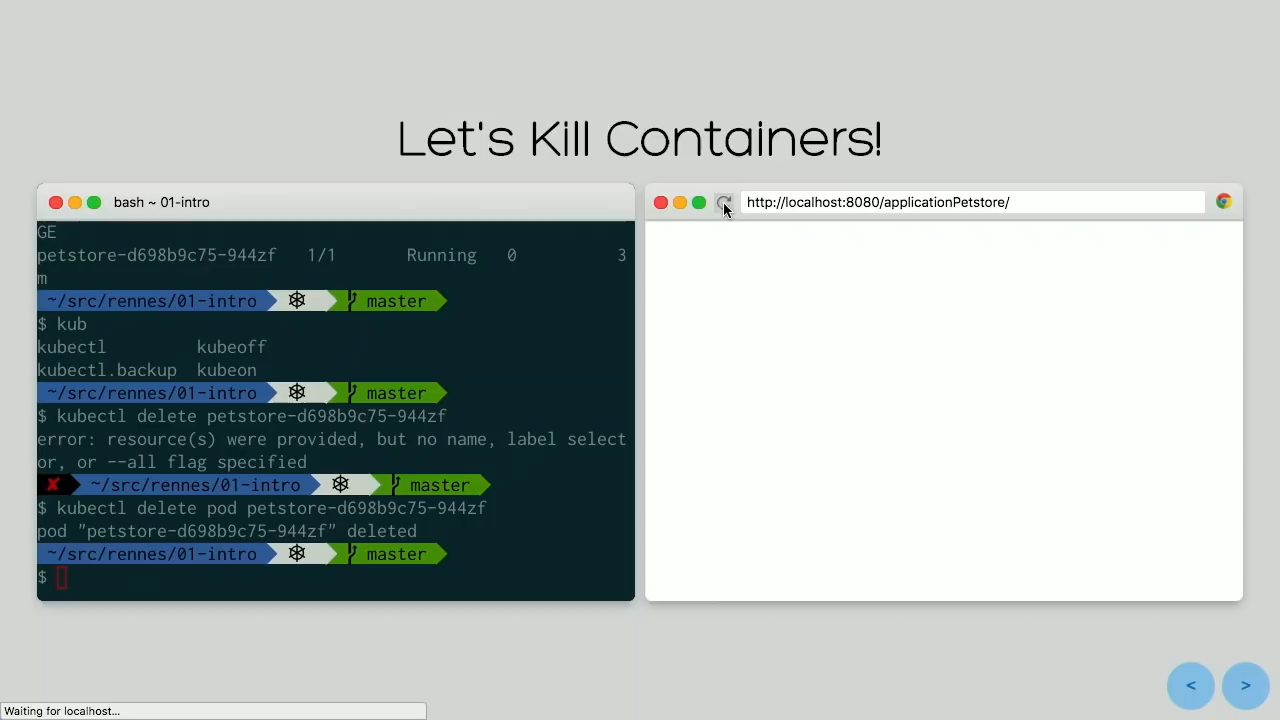 Let's Kill Containers!
bash ~ 01-intro
http://localhost:8080/applicationPetstore/
GE
petstore-d698b9c75-944zf 1/1 Running 0 3
m
~/src/rennes/01-intro master
$ kub
kubectl kubeoff
kubectl.backup kubeon
~/src/rennes/01-intro master
$ kubectl delete petstore-d698b9c75-944zf
error: resource(s) were provided, but no name, label select
or, or --all flag specified
✘ ~/src/rennes/01-intro master
$ kubectl delete pod petstore-d698b9c75-944zf
pod "petstore-d698b9c75-944zf" deleted
~/src/rennes/01-intro master
$
< >
Waiting for localhost...